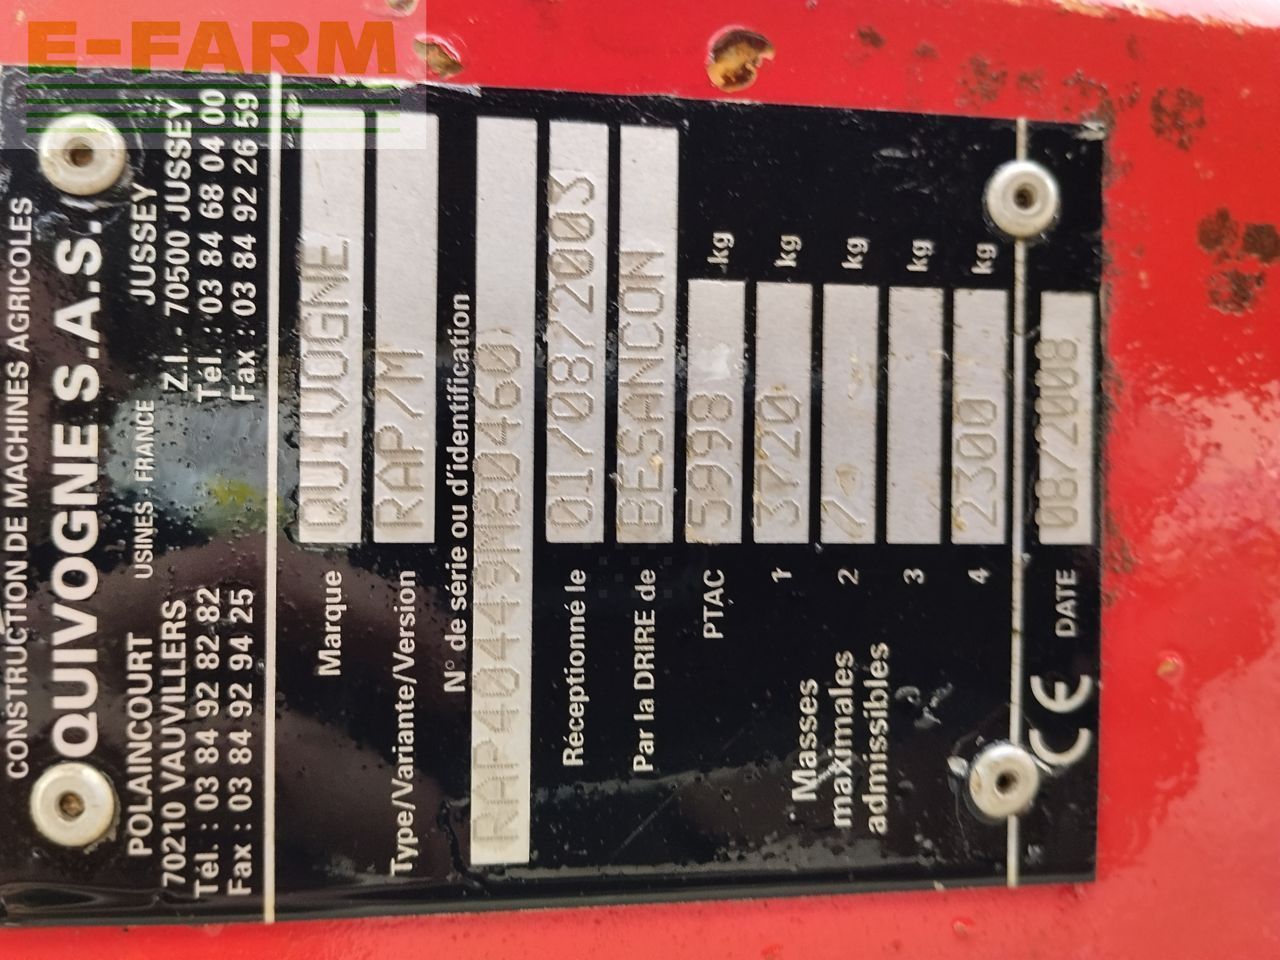 E-FARM
CONSTRUCTION DE MACHINES AGRICOLES
QUIVOGNE S.A.S.
USINES - FRANCE
POLAINCOURT
70210 VAUVILLERS
Tél. : 03 84 92 82 82
Fax : 03 84 92 94 25
JUSSEY
Z.I. - 70500 JUSSEY
Tél. : 03 84 68 04 00
Fax : 03 84 92 26 59
Marque QUIVOGNE
Type/Variante/Version RAP/M
N° de série ou d'identification
RAP40449MB0460
Réceptionné le 01/08/2003
Par la DRIRE de BESANCON
PTAC 5998 kg
Masses maximales admissibles
1 3720 kg
2 / kg
3 kg
4 2300 kg
CE DATE 08/2008